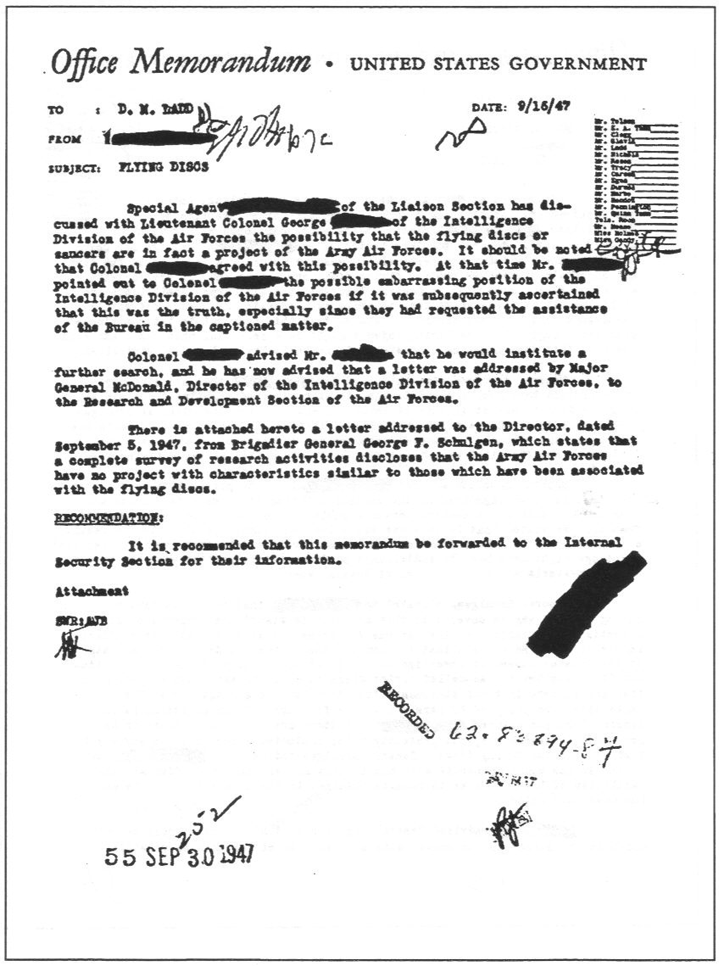 Office Memorandum • UNITED STATES GOVERNMENT
TO : D. M. LADD
DATE: 9/16/47
FROM :
SUBJECT: FLYING DISCS
Mr. Tolson
Mr. E. A. Tamm
Mr. Clegg
Mr. Glavin
Mr. Ladd
Mr. Nichols
Mr. Rosen
Mr. Tracy
Mr. Carson
Mr. Egan
Mr. Gurnea
Mr. Harbo
Mr. Hendon
Mr. Pennington
Mr. Quinn Tamm
Tele. Room
Mr. Nease
Miss Holmes
Miss Gandy
Special Agent of the Liaison Section has dis-
cussed with Lieutenant Colonel George of the Intelligence
Division of the Air Forces the possibility that the flying discs or
saucers are in fact a project of the Army Air Forces. It should be noted
that Colonel agreed with this possibility. At that time Mr.
pointed out to Colonel the possible embarrassing position of the
Intelligence Division of the Air Forces if it was subsequently ascertained
that this was the truth, especially since they had requested the assistance
of the Bureau in the captioned matter.
Colonel advised Mr. that he would institute a
further search, and he has now advised that a letter was addressed by Major
General McDonald, Director of the Intelligence Division of the Air Forces, to
the Research and Development Section of the Air Forces.
There is attached hereto a letter addressed to the Director, dated
September 5, 1947, from Brigadier General George F. Schulgen, which states that
a complete survey of research activities discloses that the Army Air Forces
have no project with characteristics similar to those which have been associated
with the flying discs.
RECOMMENDATION:
It is recommended that this memorandum be forwarded to the Internal
Security Section for their information.
Attachment
SWR:AJB
RECORDED
62-83894-84
252
55 SEP 30 1947